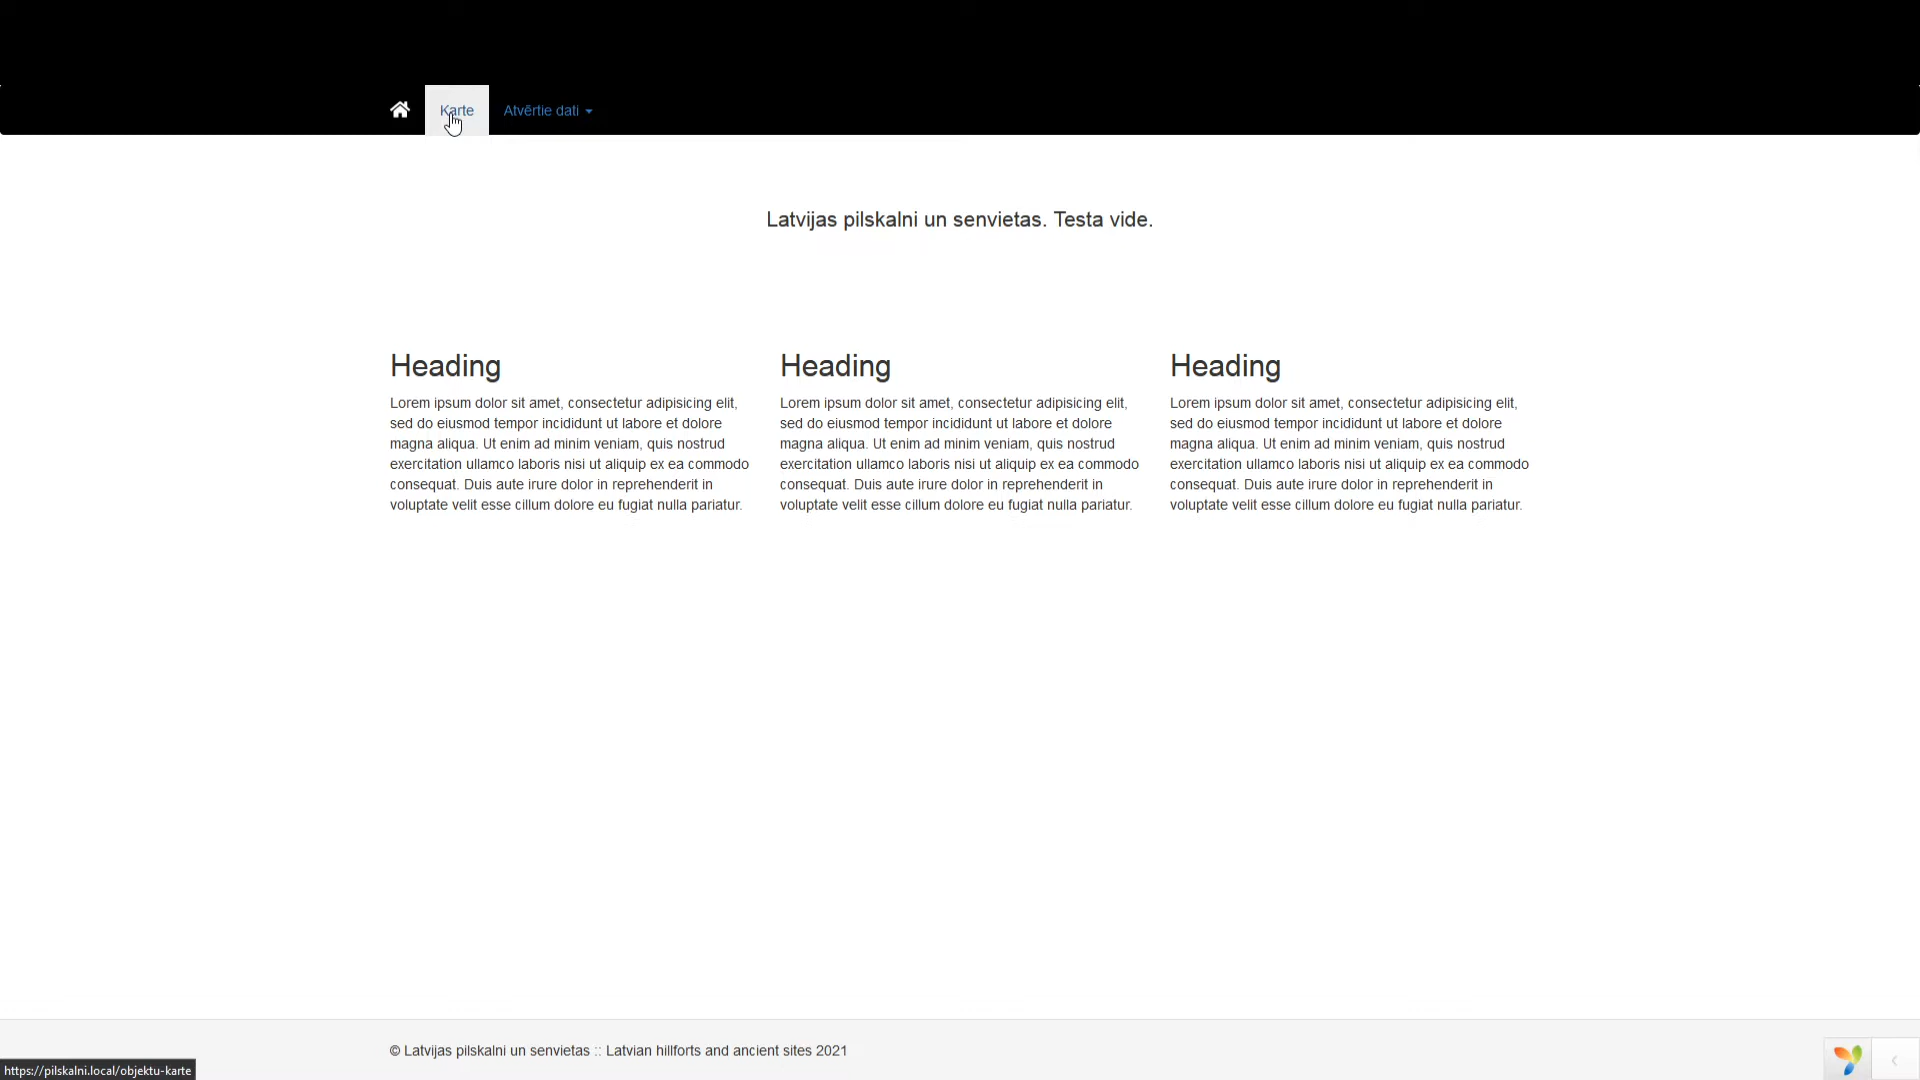 Karte
Atvērtie dati
Latvijas pilskalni un senvietas. Testa vide.
Heading
Lorem ipsum dolor sit amet, consectetur adipisicing elit,
sed do eiusmod tempor incididunt ut labore et dolore
magna aliqua. Ut enim ad minim veniam, quis nostrud
exercitation ullamco laboris nisi ut aliquip ex ea commodo
consequat. Duis aute irure dolor in reprehenderit in
voluptate velit esse cillum dolore eu fugiat nulla pariatur.
Heading
Lorem ipsum dolor sit amet, consectetur adipisicing elit,
sed do eiusmod tempor incididunt ut labore et dolore
magna aliqua. Ut enim ad minim veniam, quis nostrud
exercitation ullamco laboris nisi ut aliquip ex ea commodo
consequat. Duis aute irure dolor in reprehenderit in
voluptate velit esse cillum dolore eu fugiat nulla pariatur.
Heading
Lorem ipsum dolor sit amet, consectetur adipisicing elit,
sed do eiusmod tempor incididunt ut labore et dolore
magna aliqua. Ut enim ad minim veniam, quis nostrud
exercitation ullamco laboris nisi ut aliquip ex ea commodo
consequat. Duis aute irure dolor in reprehenderit in
voluptate velit esse cillum dolore eu fugiat nulla pariatur.
© Latvijas pilskalni un senvietas :: Latvian hillforts and ancient sites 2021
https://pilskalni.local/objektu-karte